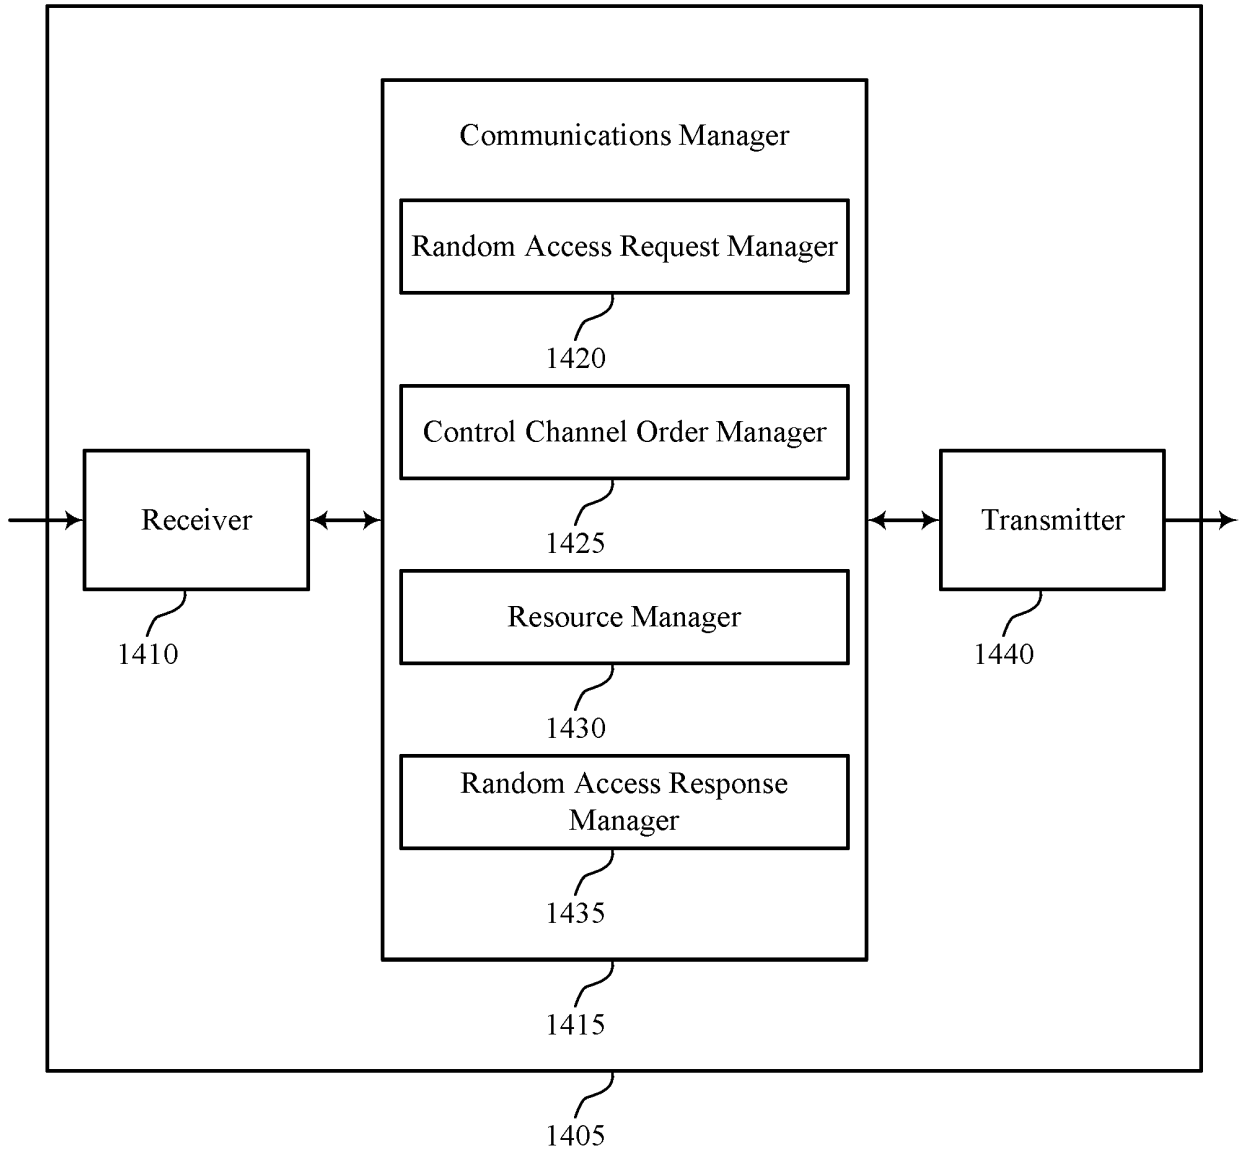 Communications Manager
Random Access Request Manager
1420
Control Channel Order Manager
1425
Receiver
1410
Transmitter
1440
Resource Manager
1430
Random Access Response
Manager
1435
1415
1405